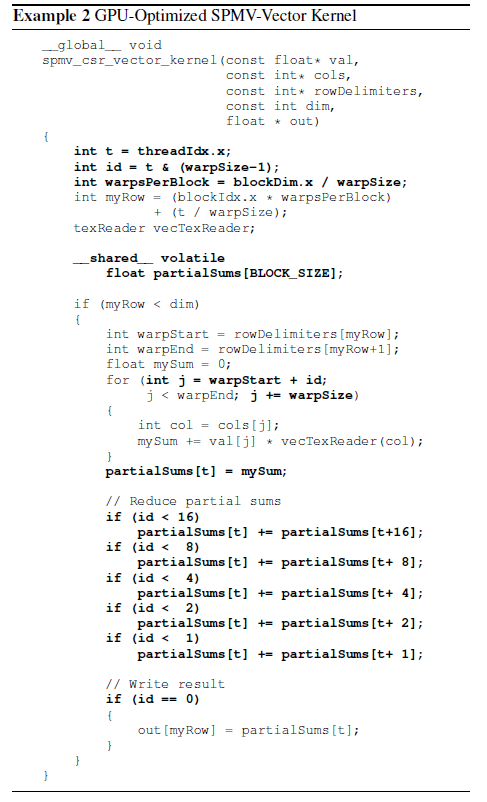 Example 2 GPU-Optimized SPMV-Vector Kernel
__global__ void
spmv_csr_vector_kernel(const float* val,
                       const int* cols,
                       const int* rowDelimiters,
                       const int dim,
                       float * out)
{
    int t = threadIdx.x;
    int id = t & (warpSize-1);
    int warpsPerBlock = blockDim.x / warpSize;
    int myRow = (blockIdx.x * warpsPerBlock)
              + (t / warpSize);
    texReader vecTexReader;

    __shared__ volatile
        float partialSums[BLOCK_SIZE];

    if (myRow < dim)
    {
        int warpStart = rowDelimiters[myRow];
        int warpEnd = rowDelimiters[myRow+1];
        float mySum = 0;
        for (int j = warpStart + id;
             j < warpEnd; j += warpSize)
        {
            int col = cols[j];
            mySum += val[j] * vecTexReader(col);
        }
        partialSums[t] = mySum;

        // Reduce partial sums
        if (id < 16)
            partialSums[t] += partialSums[t+16];
        if (id <  8)
            partialSums[t] += partialSums[t+ 8];
        if (id <  4)
            partialSums[t] += partialSums[t+ 4];
        if (id <  2)
            partialSums[t] += partialSums[t+ 2];
        if (id <  1)
            partialSums[t] += partialSums[t+ 1];

        // Write result
        if (id == 0)
        {
            out[myRow] = partialSums[t];
        }
    }
}